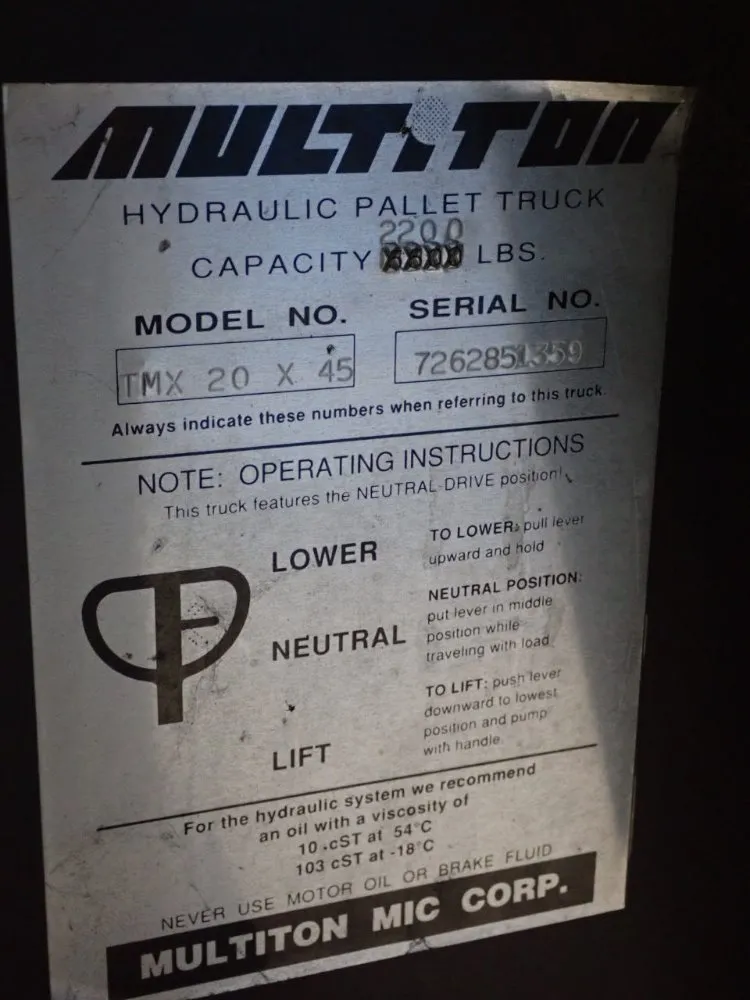 MULTITON
HYDRAULIC PALLET TRUCK
2200
CAPACITY 6600 LBS.
MODEL NO. SERIAL NO.
TMX 20 X 45 7262851359
Always indicate these numbers when referring to this truck.
NOTE: OPERATING INSTRUCTIONS
This truck features the NEUTRAL-DRIVE position!
LOWER
TO LOWER: pull lever
upward and hold
NEUTRAL
NEUTRAL POSITION:
put lever in middle
position while
traveling with load
LIFT
TO LIFT: push lever
downward to lowest
position and pump
with handle.
For the hydraulic system we recommend
an oil with a viscosity of
10 cST at 54°C
103 cST at -18°C
NEVER USE MOTOR OIL OR BRAKE FLUID
MULTITON MIC CORP.